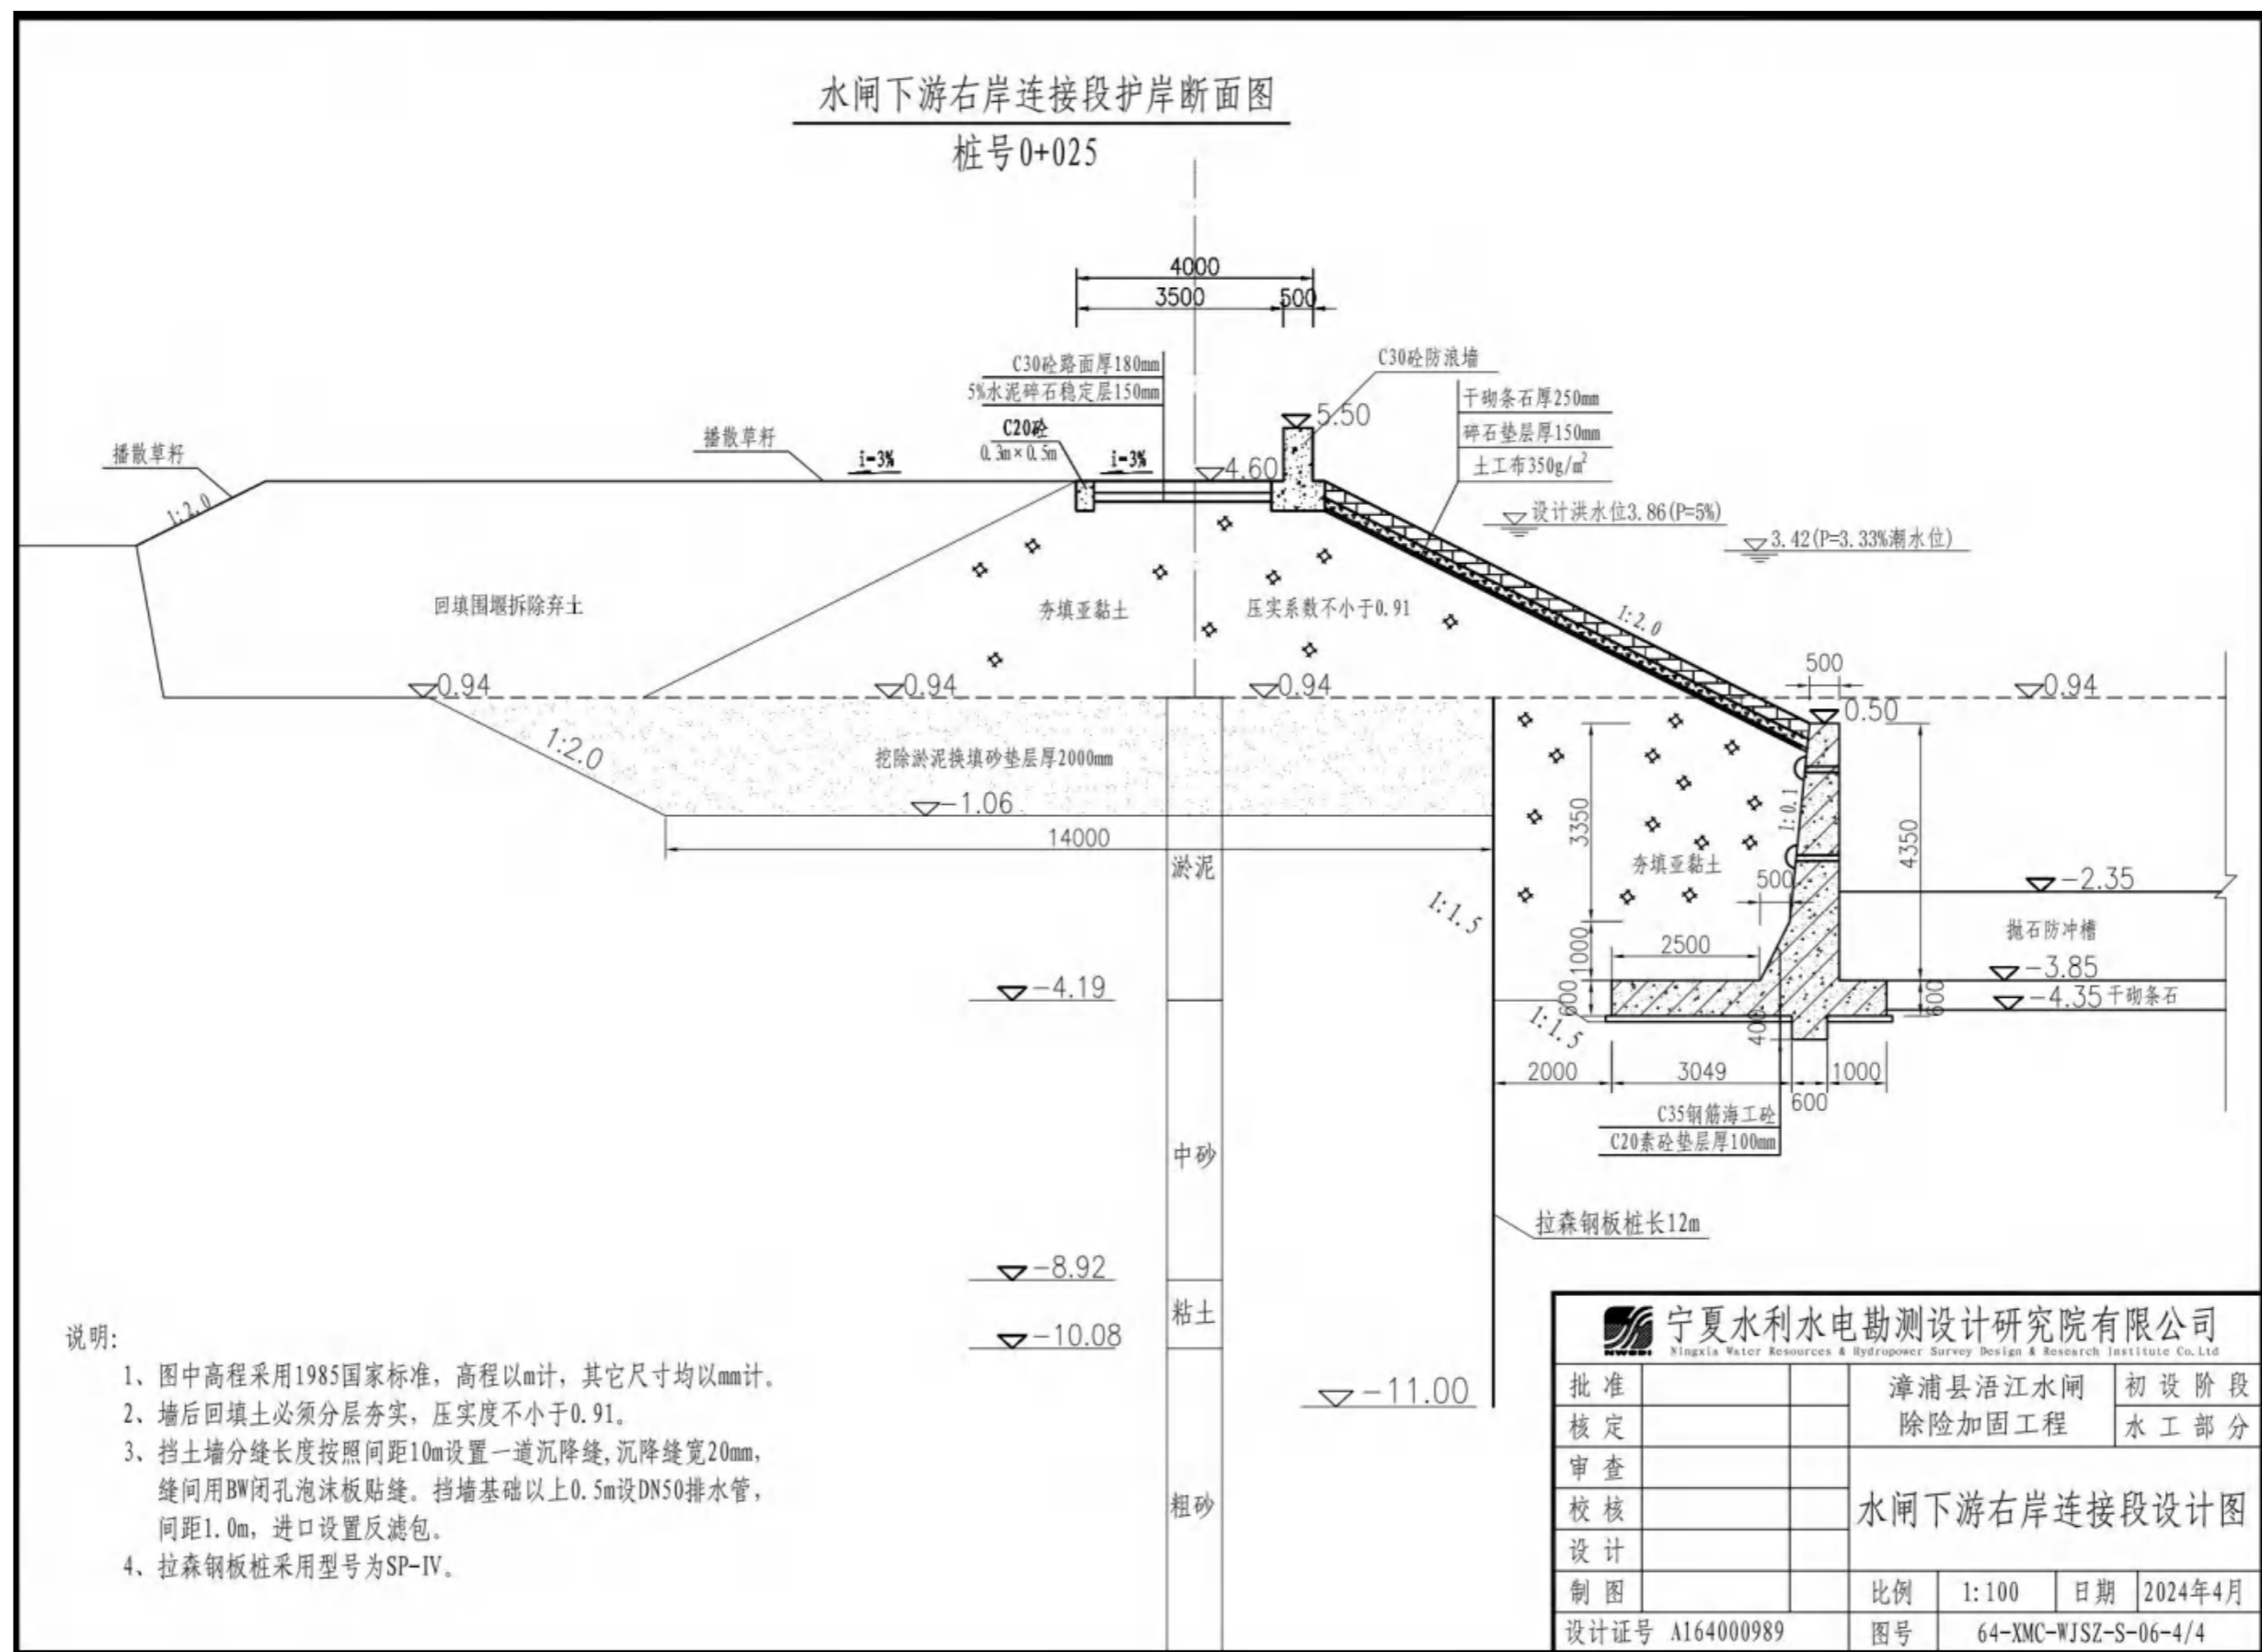 水闸下游右岸连接段护岸断面图
桩号0+025
4000
3500
500
C30砼路面厚180mm
5%水泥碎石稳定层150mm
C20砼
0.3m×0.5m
C30砼防浪墙
干砌条石厚250mm
碎石垫层厚150mm
土工布350g/m²
5.50
4.60
播散草籽
播散草籽
i=3%
i=3%
1:2.0
设计洪水位3.86(P=5%)
3.42(P=3.33%潮水位)
回填围堰拆除弃土
夯填亚黏土
压实系数不小于0.91
1:2.0
500
0.94
0.94
0.94
0.94
0.50
1:2.0
挖除淤泥换填砂垫层厚2000mm
-1.06
14000
淤泥
3350
1:0.1
4350
夯填亚黏土
500
-2.35
1:1.5
抛石防冲槽
2500
1000
-3.85
-4.19
600
-4.35
干砌条石
600
1:1.5
400
2000
3049
600
1000
C35钢筋海工砼
C20素砼垫层厚100mm
中砂
拉森钢板桩长12m
-8.92
粘土
-10.08
-11.00
粗砂
说明:
1、图中高程采用1985国家标准，高程以m计，其它尺寸均以mm计。
2、墙后回填土必须分层夯实，压实度不小于0.91。
3、挡土墙分缝长度按照间距10m设置一道沉降缝,沉降缝宽20mm，
缝间用BW闭孔泡沫板贴缝。挡墙基础以上0.5m设DN50排水管，
间距1.0m，进口设置反滤包。
4、拉森钢板桩采用型号为SP-IV。
NWSDI
宁夏水利水电勘测设计研究院有限公司
Ningxia Water Resources & Hydropower Survey Design & Research Institute Co.Ltd
批准
核定
审查
校核
设计
制图
漳浦县浯江水闸
除险加固工程
初设阶段
水工部分
水闸下游右岸连接段设计图
比例
1:100
日期
2024年4月
设计证号
A164000989
图号
64-XMC-WJSZ-S-06-4/4